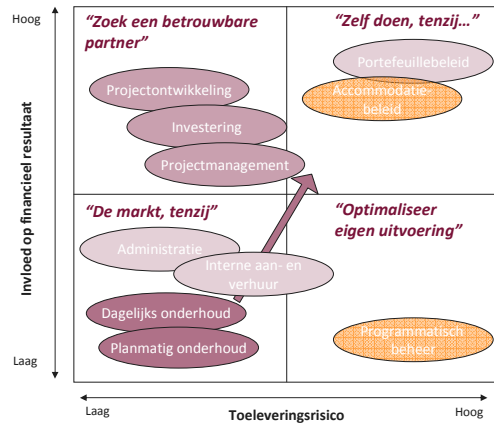 Hoog
"Zoek een betrouwbare
partner"
"Zelf doen, tenzij…"
Portefeuillebeleid
Projectontwikkeling
Accommodatie-
beleid
Investering
Projectmanagement
Invloed op financieel resultaat
"De markt, tenzij"
"Optimaliseer
eigen uitvoering"
Administratie
Interne aan- en
verhuur
Dagelijks onderhoud
Programmatisch
beheer
Planmatig onderhoud
Laag
Laag
Toeleveringsrisico
Hoog